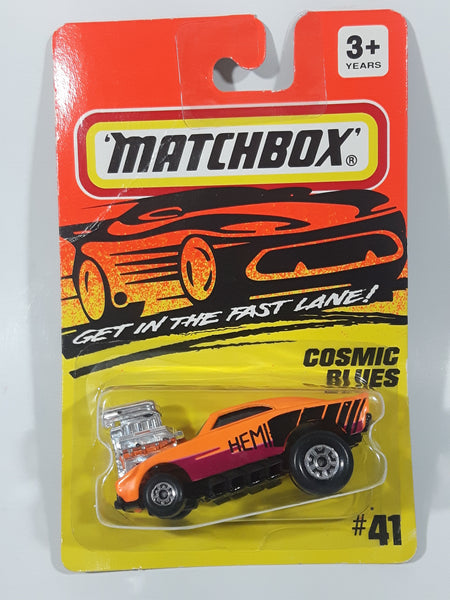 3+
YEARS
'MATCHBOX'®
GET IN THE FAST LANE!
COSMIC
BLUES
HEMI
#41